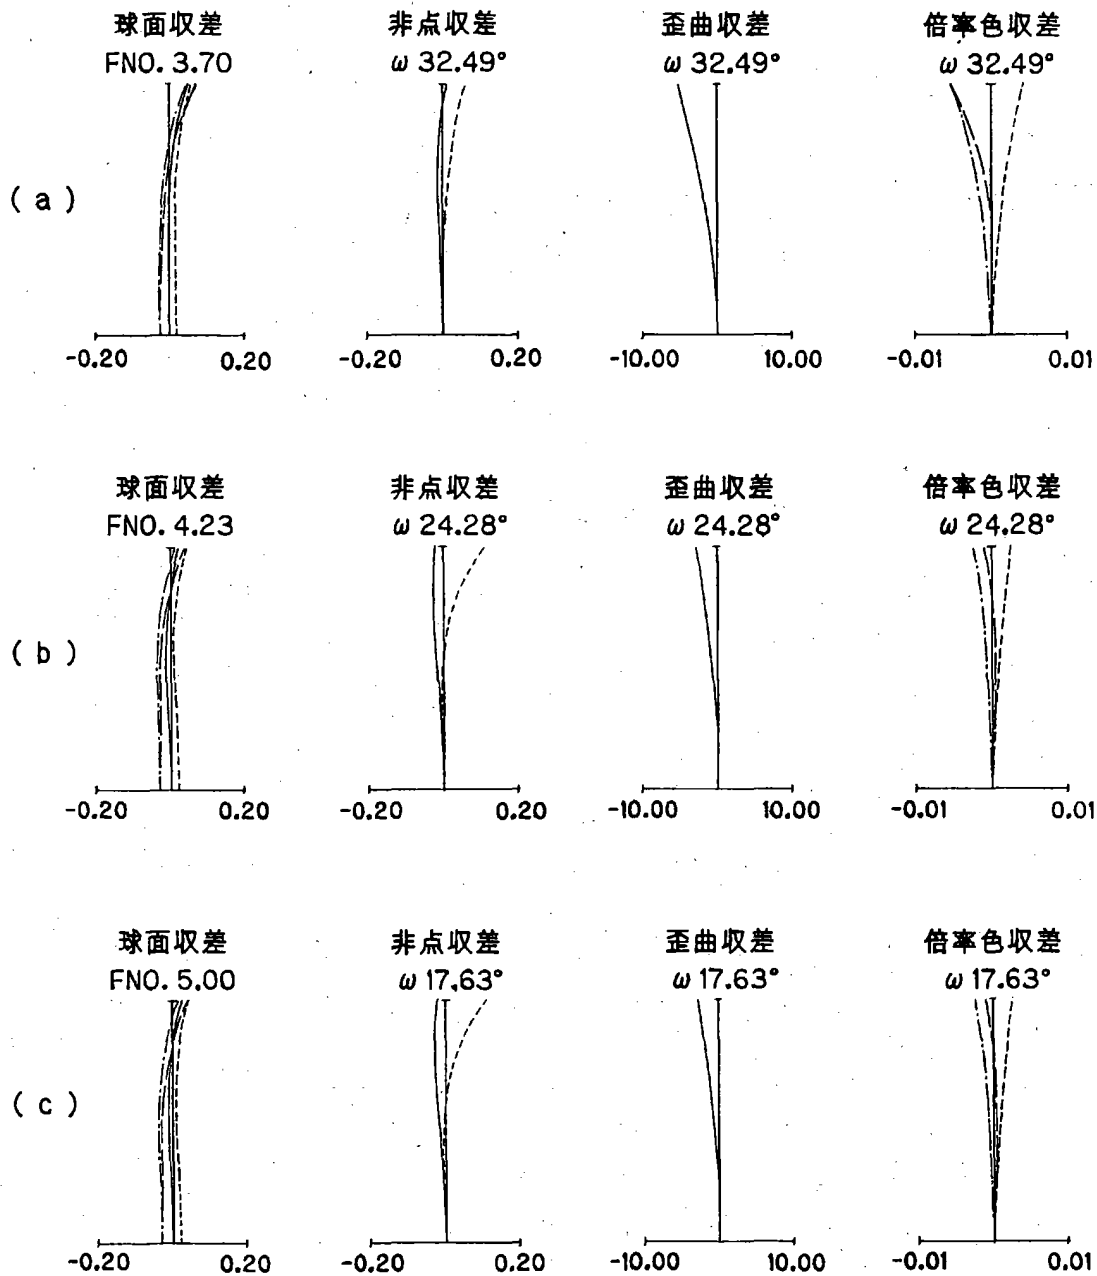 球面収差 非点収差 歪曲収差 倍率色収差
FNO. 3.70 ω 32.49° ω 32.49° ω 32.49°
(a)
-0.20 0.20 -0.20 0.20 -10.00 10.00 -0.01 0.01
球面収差 非点収差 歪曲収差 倍率色収差
FNO. 4.23 ω 24.28° ω 24.28° ω 24.28°
(b)
-0.20 0.20 -0.20 0.20 -10.00 10.00 -0.01 0.01
球面収差 非点収差 歪曲収差 倍率色収差
FNO. 5.00 ω 17.63° ω 17.63° ω 17.63°
(c)
-0.20 0.20 -0.20 0.20 -10.00 10.00 -0.01 0.01